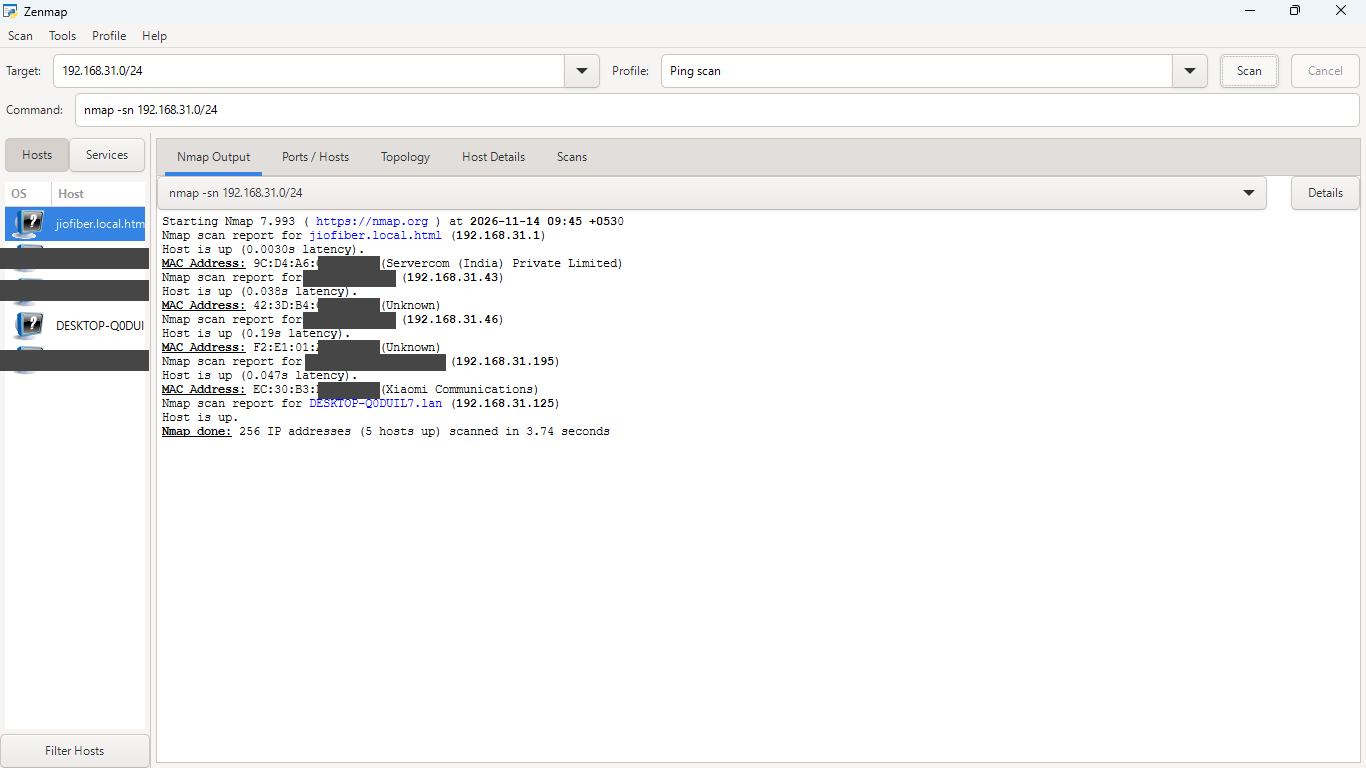 Zenmap
Scan Tools Profile Help
Target: 192.168.31.0/24 Profile: Ping scan Scan Cancel
Command: nmap -sn 192.168.31.0/24
Hosts Services
Nmap Output Ports / Hosts Topology Host Details Scans
OS Host
nmap -sn 192.168.31.0/24 Details
jiofiber.local.htm
DESKTOP-Q0DUI
Starting Nmap 7.993 ( https://nmap.org ) at 2026-11-14 09:45 +0530
Nmap scan report for jiofiber.local.html (192.168.31.1)
Host is up (0.0030s latency).
MAC Address: 9C:D4:A6: (Servercom (India) Private Limited)
Nmap scan report for (192.168.31.43)
Host is up (0.038s latency).
MAC Address: 42:3D:B4: (Unknown)
Nmap scan report for (192.168.31.46)
Host is up (0.19s latency).
MAC Address: F2:E1:01: (Unknown)
Nmap scan report for (192.168.31.195)
Host is up (0.047s latency).
MAC Address: EC:30:B3: (Xiaomi Communications)
Nmap scan report for DESKTOP-Q0DUIL7.lan (192.168.31.125)
Host is up.
Nmap done: 256 IP addresses (5 hosts up) scanned in 3.74 seconds
Filter Hosts